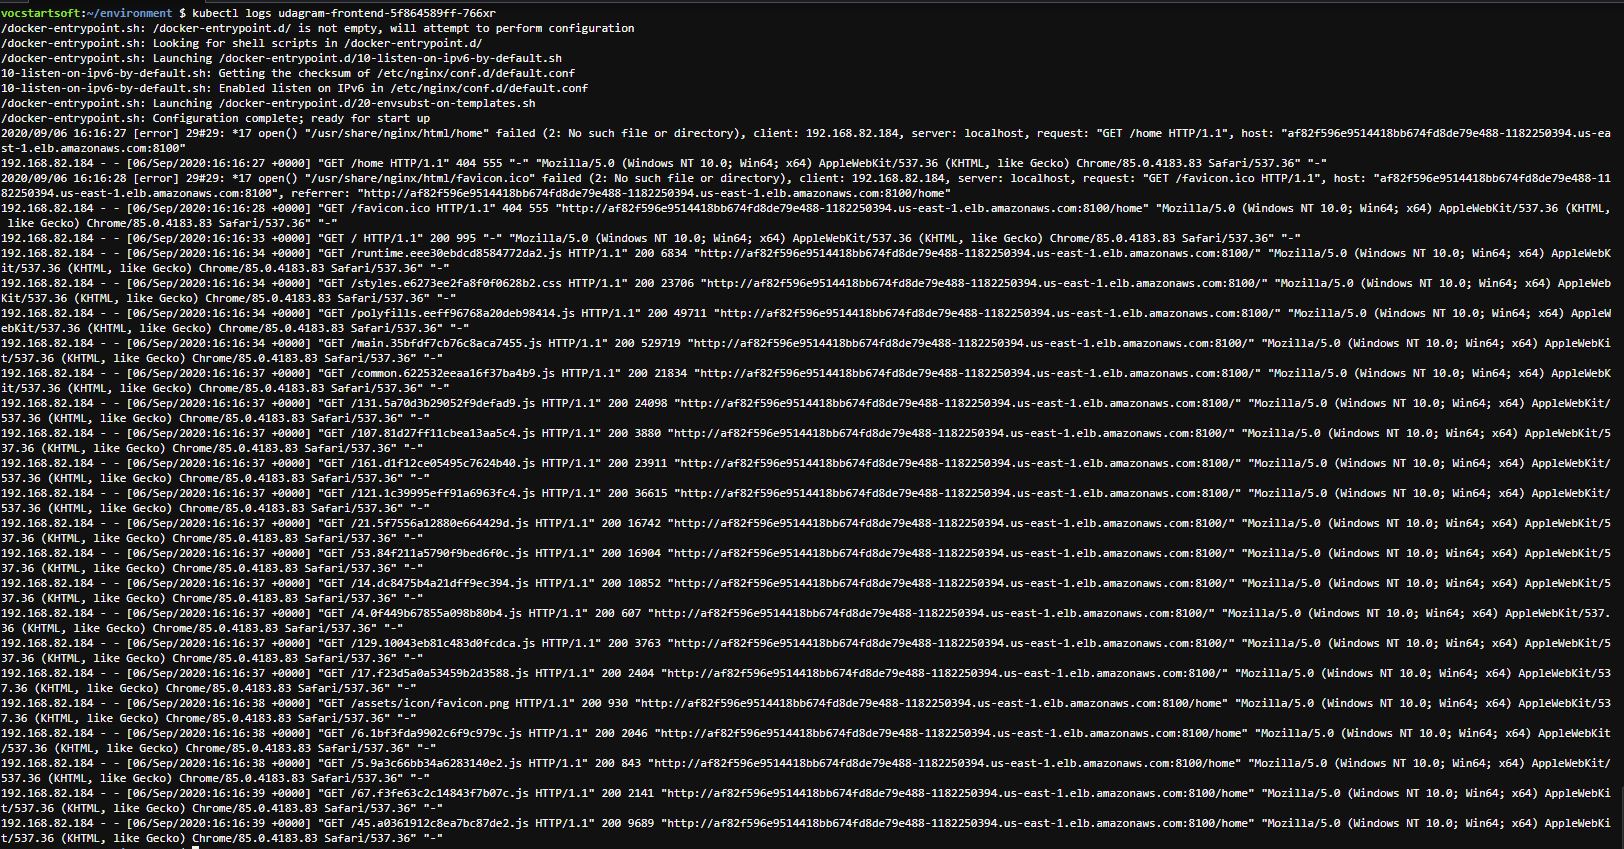 vocstartsoft:~/environment $ kubectl logs udagram-frontend-5f864589ff-766xr
/docker-entrypoint.sh: /docker-entrypoint.d/ is not empty, will attempt to perform configuration
/docker-entrypoint.sh: Looking for shell scripts in /docker-entrypoint.d/
/docker-entrypoint.sh: Launching /docker-entrypoint.d/10-listen-on-ipv6-by-default.sh
10-listen-on-ipv6-by-default.sh: Getting the checksum of /etc/nginx/conf.d/default.conf
10-listen-on-ipv6-by-default.sh: Enabled listen on IPv6 in /etc/nginx/conf.d/default.conf
/docker-entrypoint.sh: Launching /docker-entrypoint.d/20-envsubst-on-templates.sh
/docker-entrypoint.sh: Configuration complete; ready for start up
2020/09/06 16:16:27 [error] 29#29: *17 open() "/usr/share/nginx/html/home" failed (2: No such file or directory), client: 192.168.82.184, server: localhost, request: "GET /home HTTP/1.1", host: "af82f596e9514418bb674fd8de79e488-1182250394.us-ea
st-1.elb.amazonaws.com:8100"
192.168.82.184 - - [06/Sep/2020:16:16:27 +0000] "GET /home HTTP/1.1" 404 555 "-" "Mozilla/5.0 (Windows NT 10.0; Win64; x64) AppleWebKit/537.36 (KHTML, like Gecko) Chrome/85.0.4183.83 Safari/537.36" "-"
2020/09/06 16:16:28 [error] 29#29: *17 open() "/usr/share/nginx/html/favicon.ico" failed (2: No such file or directory), client: 192.168.82.184, server: localhost, request: "GET /favicon.ico HTTP/1.1", host: "af82f596e9514418bb674fd8de79e488-11
82250394.us-east-1.elb.amazonaws.com:8100", referrer: "http://af82f596e9514418bb674fd8de79e488-1182250394.us-east-1.elb.amazonaws.com:8100/home"
192.168.82.184 - - [06/Sep/2020:16:16:28 +0000] "GET /favicon.ico HTTP/1.1" 404 555 "http://af82f596e9514418bb674fd8de79e488-1182250394.us-east-1.elb.amazonaws.com:8100/home" "Mozilla/5.0 (Windows NT 10.0; Win64; x64) AppleWebKit/537.36 (KHTML,
 like Gecko) Chrome/85.0.4183.83 Safari/537.36" "-"
192.168.82.184 - - [06/Sep/2020:16:16:33 +0000] "GET / HTTP/1.1" 200 995 "-" "Mozilla/5.0 (Windows NT 10.0; Win64; x64) AppleWebKit/537.36 (KHTML, like Gecko) Chrome/85.0.4183.83 Safari/537.36" "-"
192.168.82.184 - - [06/Sep/2020:16:16:34 +0000] "GET /runtime.eee30ebdcd8584772da2.js HTTP/1.1" 200 6834 "http://af82f596e9514418bb674fd8de79e488-1182250394.us-east-1.elb.amazonaws.com:8100/" "Mozilla/5.0 (Windows NT 10.0; Win64; x64) AppleWebK
it/537.36 (KHTML, like Gecko) Chrome/85.0.4183.83 Safari/537.36" "-"
192.168.82.184 - - [06/Sep/2020:16:16:34 +0000] "GET /styles.e6273ee2fa8f0f0628b2.css HTTP/1.1" 200 23706 "http://af82f596e9514418bb674fd8de79e488-1182250394.us-east-1.elb.amazonaws.com:8100/" "Mozilla/5.0 (Windows NT 10.0; Win64; x64) AppleWeb
Kit/537.36 (KHTML, like Gecko) Chrome/85.0.4183.83 Safari/537.36" "-"
192.168.82.184 - - [06/Sep/2020:16:16:34 +0000] "GET /polyfills.eeff96768a20deb98414.js HTTP/1.1" 200 49711 "http://af82f596e9514418bb674fd8de79e488-1182250394.us-east-1.elb.amazonaws.com:8100/" "Mozilla/5.0 (Windows NT 10.0; Win64; x64) AppleW
ebKit/537.36 (KHTML, like Gecko) Chrome/85.0.4183.83 Safari/537.36" "-"
192.168.82.184 - - [06/Sep/2020:16:16:34 +0000] "GET /main.35bfdf7cb76c8aca7455.js HTTP/1.1" 200 529719 "http://af82f596e9514418bb674fd8de79e488-1182250394.us-east-1.elb.amazonaws.com:8100/" "Mozilla/5.0 (Windows NT 10.0; Win64; x64) AppleWebKi
t/537.36 (KHTML, like Gecko) Chrome/85.0.4183.83 Safari/537.36" "-"
192.168.82.184 - - [06/Sep/2020:16:16:37 +0000] "GET /common.622532eeaa16f37ba4b9.js HTTP/1.1" 200 21834 "http://af82f596e9514418bb674fd8de79e488-1182250394.us-east-1.elb.amazonaws.com:8100/" "Mozilla/5.0 (Windows NT 10.0; Win64; x64) AppleWebK
it/537.36 (KHTML, like Gecko) Chrome/85.0.4183.83 Safari/537.36" "-"
192.168.82.184 - - [06/Sep/2020:16:16:37 +0000] "GET /131.5a70d3b29052f9defad9.js HTTP/1.1" 200 24098 "http://af82f596e9514418bb674fd8de79e488-1182250394.us-east-1.elb.amazonaws.com:8100/" "Mozilla/5.0 (Windows NT 10.0; Win64; x64) AppleWebKit/
537.36 (KHTML, like Gecko) Chrome/85.0.4183.83 Safari/537.36" "-"
192.168.82.184 - - [06/Sep/2020:16:16:37 +0000] "GET /107.81d27ff11cbea13aa5c4.js HTTP/1.1" 200 3880 "http://af82f596e9514418bb674fd8de79e488-1182250394.us-east-1.elb.amazonaws.com:8100/" "Mozilla/5.0 (Windows NT 10.0; Win64; x64) AppleWebKit/5
37.36 (KHTML, like Gecko) Chrome/85.0.4183.83 Safari/537.36" "-"
192.168.82.184 - - [06/Sep/2020:16:16:37 +0000] "GET /161.d1f12ce05495c7624b40.js HTTP/1.1" 200 23911 "http://af82f596e9514418bb674fd8de79e488-1182250394.us-east-1.elb.amazonaws.com:8100/" "Mozilla/5.0 (Windows NT 10.0; Win64; x64) AppleWebKit/
537.36 (KHTML, like Gecko) Chrome/85.0.4183.83 Safari/537.36" "-"
192.168.82.184 - - [06/Sep/2020:16:16:37 +0000] "GET /121.1c39995eff91a6963fc4.js HTTP/1.1" 200 36615 "http://af82f596e9514418bb674fd8de79e488-1182250394.us-east-1.elb.amazonaws.com:8100/" "Mozilla/5.0 (Windows NT 10.0; Win64; x64) AppleWebKit/
537.36 (KHTML, like Gecko) Chrome/85.0.4183.83 Safari/537.36" "-"
192.168.82.184 - - [06/Sep/2020:16:16:37 +0000] "GET /21.5f7556a12880e664429d.js HTTP/1.1" 200 16742 "http://af82f596e9514418bb674fd8de79e488-1182250394.us-east-1.elb.amazonaws.com:8100/" "Mozilla/5.0 (Windows NT 10.0; Win64; x64) AppleWebKit/5
37.36 (KHTML, like Gecko) Chrome/85.0.4183.83 Safari/537.36" "-"
192.168.82.184 - - [06/Sep/2020:16:16:37 +0000] "GET /53.84f211a5790f9bed6f0c.js HTTP/1.1" 200 16904 "http://af82f596e9514418bb674fd8de79e488-1182250394.us-east-1.elb.amazonaws.com:8100/" "Mozilla/5.0 (Windows NT 10.0; Win64; x64) AppleWebKit/5
37.36 (KHTML, like Gecko) Chrome/85.0.4183.83 Safari/537.36" "-"
192.168.82.184 - - [06/Sep/2020:16:16:37 +0000] "GET /14.dc8475b4a21dff9ec394.js HTTP/1.1" 200 10852 "http://af82f596e9514418bb674fd8de79e488-1182250394.us-east-1.elb.amazonaws.com:8100/" "Mozilla/5.0 (Windows NT 10.0; Win64; x64) AppleWebKit/5
37.36 (KHTML, like Gecko) Chrome/85.0.4183.83 Safari/537.36" "-"
192.168.82.184 - - [06/Sep/2020:16:16:37 +0000] "GET /4.0f449b67855a098b80b4.js HTTP/1.1" 200 607 "http://af82f596e9514418bb674fd8de79e488-1182250394.us-east-1.elb.amazonaws.com:8100/" "Mozilla/5.0 (Windows NT 10.0; Win64; x64) AppleWebKit/537.
36 (KHTML, like Gecko) Chrome/85.0.4183.83 Safari/537.36" "-"
192.168.82.184 - - [06/Sep/2020:16:16:37 +0000] "GET /129.10043eb81c483d0fcdca.js HTTP/1.1" 200 3763 "http://af82f596e9514418bb674fd8de79e488-1182250394.us-east-1.elb.amazonaws.com:8100/" "Mozilla/5.0 (Windows NT 10.0; Win64; x64) AppleWebKit/5
37.36 (KHTML, like Gecko) Chrome/85.0.4183.83 Safari/537.36" "-"
192.168.82.184 - - [06/Sep/2020:16:16:37 +0000] "GET /17.f23d5a0a53459b2d3588.js HTTP/1.1" 200 2404 "http://af82f596e9514418bb674fd8de79e488-1182250394.us-east-1.elb.amazonaws.com:8100/" "Mozilla/5.0 (Windows NT 10.0; Win64; x64) AppleWebKit/53
7.36 (KHTML, like Gecko) Chrome/85.0.4183.83 Safari/537.36" "-"
192.168.82.184 - - [06/Sep/2020:16:16:38 +0000] "GET /assets/icon/favicon.png HTTP/1.1" 200 930 "http://af82f596e9514418bb674fd8de79e488-1182250394.us-east-1.elb.amazonaws.com:8100/home" "Mozilla/5.0 (Windows NT 10.0; Win64; x64) AppleWebKit/53
7.36 (KHTML, like Gecko) Chrome/85.0.4183.83 Safari/537.36" "-"
192.168.82.184 - - [06/Sep/2020:16:16:38 +0000] "GET /6.1bf3fda9902c6f9c979c.js HTTP/1.1" 200 2046 "http://af82f596e9514418bb674fd8de79e488-1182250394.us-east-1.elb.amazonaws.com:8100/home" "Mozilla/5.0 (Windows NT 10.0; Win64; x64) AppleWebKit
/537.36 (KHTML, like Gecko) Chrome/85.0.4183.83 Safari/537.36" "-"
192.168.82.184 - - [06/Sep/2020:16:16:38 +0000] "GET /5.9a3c66bb34a6283140e2.js HTTP/1.1" 200 843 "http://af82f596e9514418bb674fd8de79e488-1182250394.us-east-1.elb.amazonaws.com:8100/home" "Mozilla/5.0 (Windows NT 10.0; Win64; x64) AppleWebKit/
537.36 (KHTML, like Gecko) Chrome/85.0.4183.83 Safari/537.36" "-"
192.168.82.184 - - [06/Sep/2020:16:16:39 +0000] "GET /67.f3fe63c2c14843f7b07c.js HTTP/1.1" 200 2141 "http://af82f596e9514418bb674fd8de79e488-1182250394.us-east-1.elb.amazonaws.com:8100/home" "Mozilla/5.0 (Windows NT 10.0; Win64; x64) AppleWebKi
t/537.36 (KHTML, like Gecko) Chrome/85.0.4183.83 Safari/537.36" "-"
192.168.82.184 - - [06/Sep/2020:16:16:39 +0000] "GET /45.a0361912c8ea7bc87de2.js HTTP/1.1" 200 9689 "http://af82f596e9514418bb674fd8de79e488-1182250394.us-east-1.elb.amazonaws.com:8100/home" "Mozilla/5.0 (Windows NT 10.0; Win64; x64) AppleWebKi
t/537.36 (KHTML, like Gecko) Chrome/85.0.4183.83 Safari/537.36" "-"